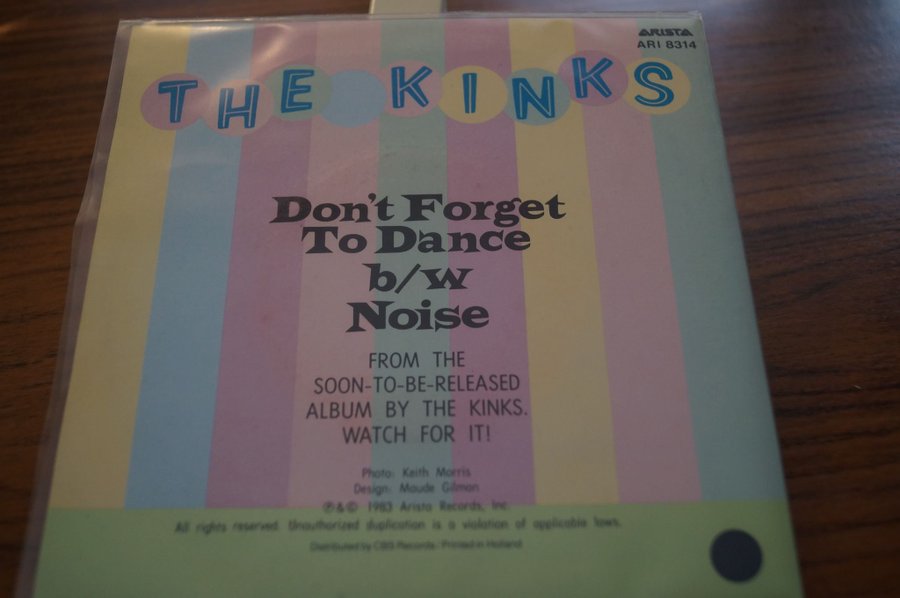 ARISTA
ARI 8314
THE KINKS
Don't Forget
To Dance
b/w
Noise
FROM THE
SOON-TO-BE-RELEASED
ALBUM BY THE KINKS.
WATCH FOR IT!
Photo: Keith Morris
Design: Maude Gilman
℗ & © 1983 Arista Records, Inc.
All rights reserved. Unauthorized duplication is a violation of applicable laws.
Distributed by CBS Records / Printed in Holland